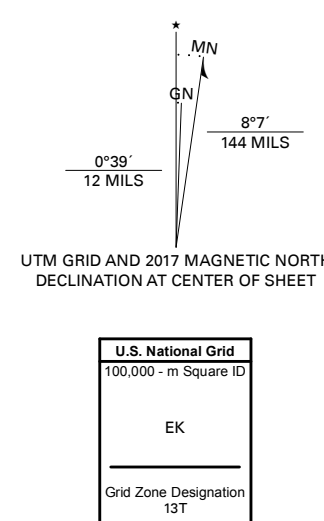 ★
MN
GN
8°7´
144 MILS
0°39´
12 MILS
UTM GRID AND 2017 MAGNETIC NORTH
DECLINATION AT CENTER OF SHEET
U.S. National Grid
100,000 - m Square ID
EK
Grid Zone Designation
13T